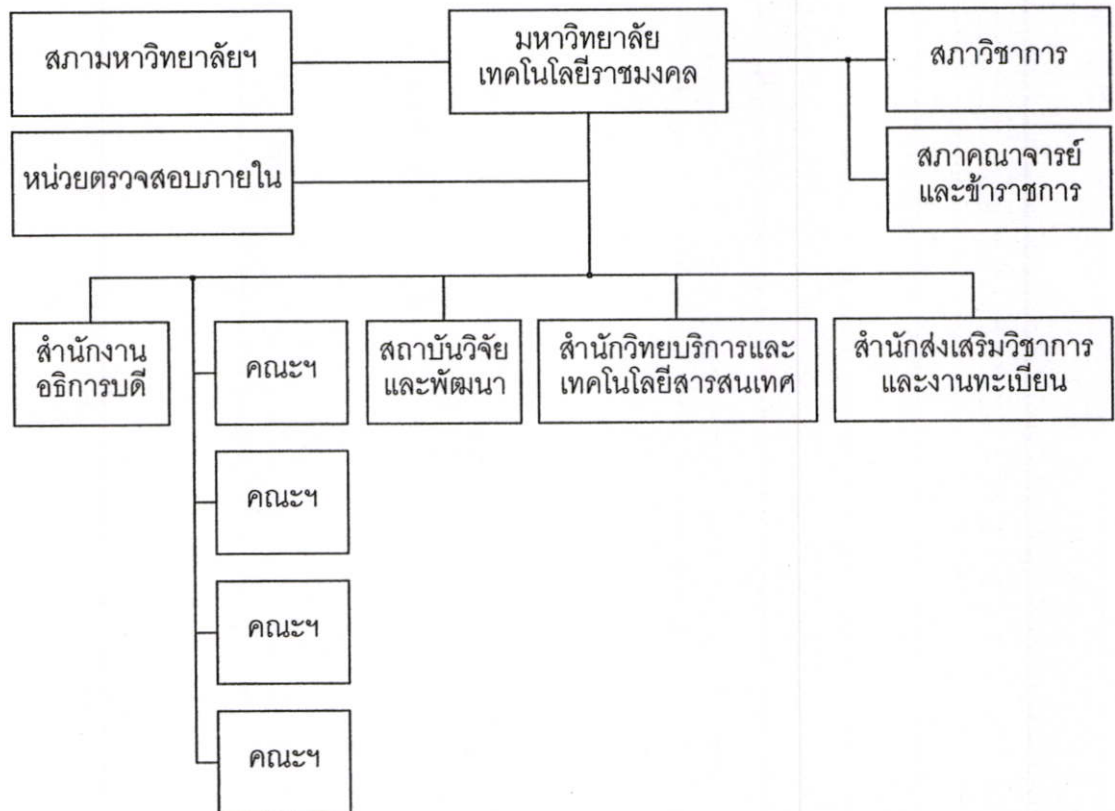 สภามหาวิทยาลัยฯ
มหาวิทยาลัย
เทคโนโลยีราชมงคล
สภาวิชาการ
หน่วยตรวจสอบภายใน
สภาคณาจารย์
และข้าราชการ
สำนักงาน
อธิการบดี
คณะฯ
สถาบันวิจัย
และพัฒนา
สำนักวิทยบริการและ
เทคโนโลยีสารสนเทศ
สำนักส่งเสริมวิชาการ
และงานทะเบียน
คณะฯ
คณะฯ
คณะฯ